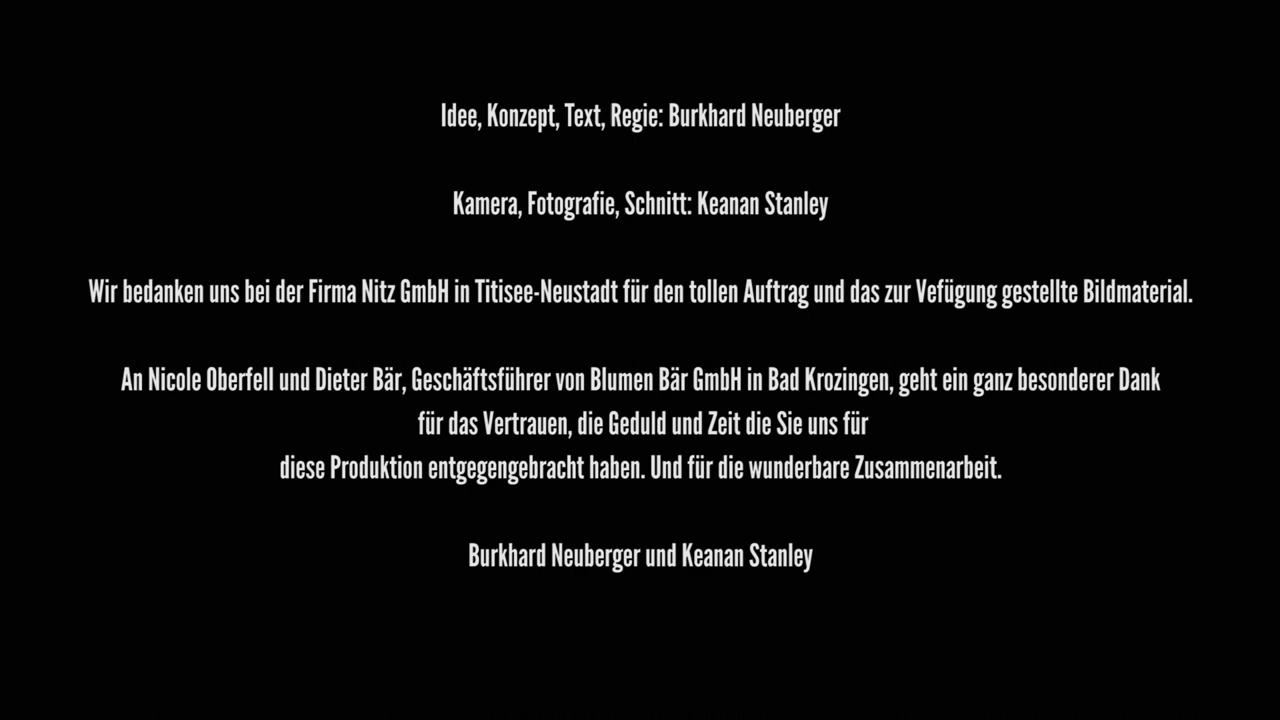 Idee, Konzept, Text, Regie: Burkhard Neuberger
Kamera, Fotografie, Schnitt: Keanan Stanley
Wir bedanken uns bei der Firma Nitz GmbH in Titisee-Neustadt für den tollen Auftrag und das zur Vefügung gestellte Bildmaterial.
An Nicole Oberfell und Dieter Bär, Geschäftsführer von Blumen Bär GmbH in Bad Krozingen, geht ein ganz besonderer Dank
für das Vertrauen, die Geduld und Zeit die Sie uns für
diese Produktion entgegengebracht haben. Und für die wunderbare Zusammenarbeit.
Burkhard Neuberger und Keanan Stanley